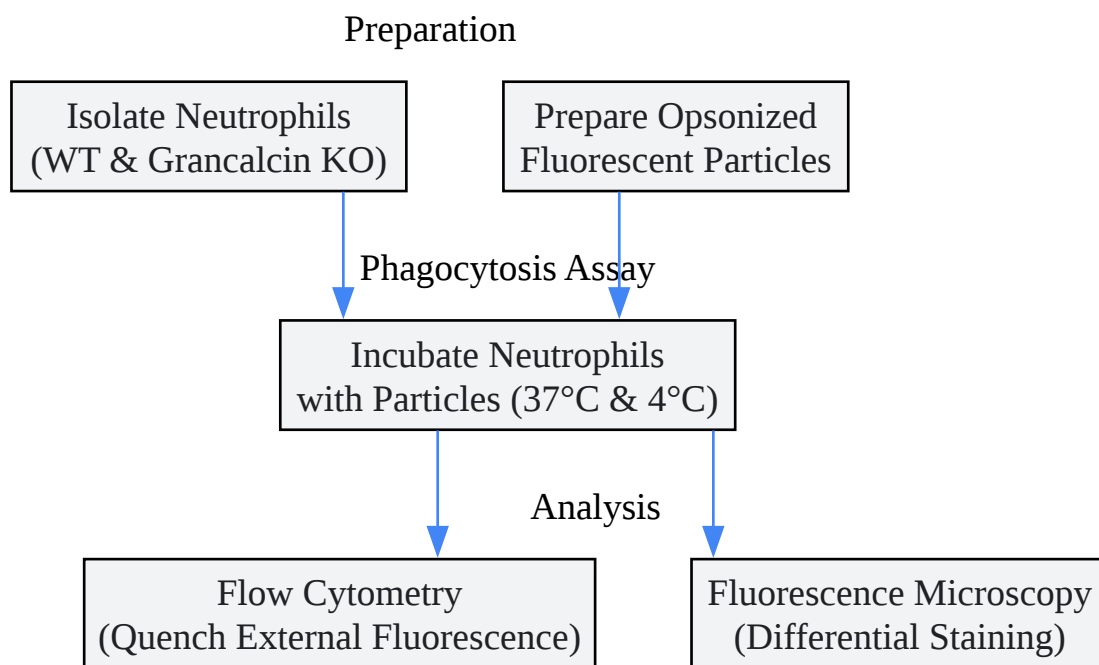 Preparation
Isolate Neutrophils
(WT & Grancalcin KO)
Prepare Opsonized
Fluorescent Particles
Phagocytosis Assay
Incubate Neutrophils
with Particles (37°C & 4°C)
Analysis
Flow Cytometry
(Quench External Fluorescence)
Fluorescence Microscopy
(Differential Staining)